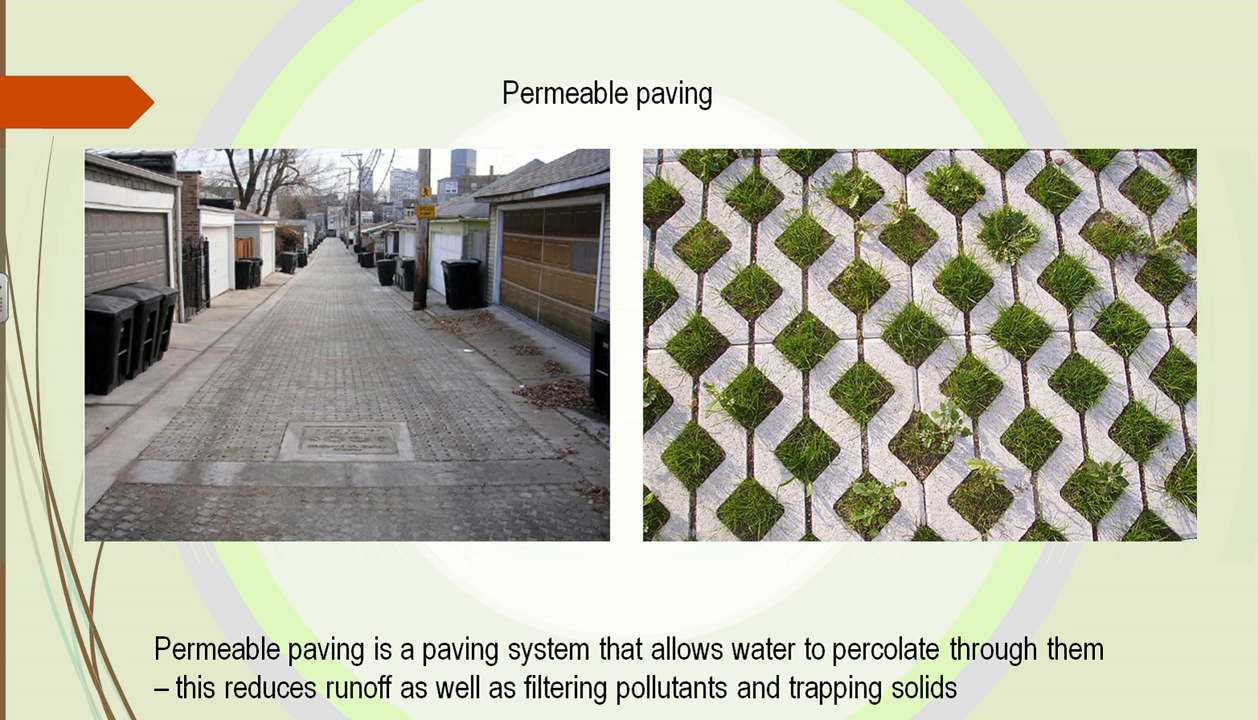 Permeable paving
Permeable paving is a paving system that allows water to percolate through them
– this reduces runoff as well as filtering pollutants and trapping solids